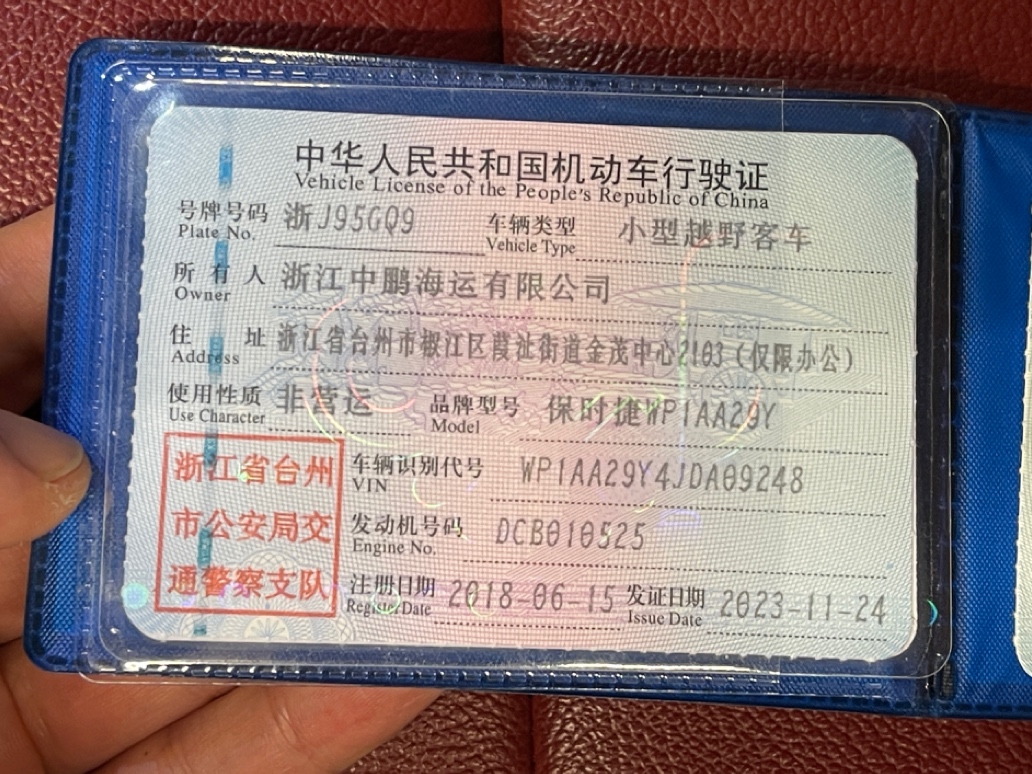 中华人民共和国机动车行驶证
Vehicle License of the People's Republic of China
号牌号码 浙J95GQ9 车辆类型 小型越野客车
Plate No. Vehicle Type
所有人 浙江中鹏海运有限公司
Owner
住址 浙江省台州市椒江区葭沚街道金茂中心2103（仅限办公）
Address
使用性质 非营运 品牌型号 保时捷WP1AA29Y
Use Character Model
浙江省台州
市公安局交
通警察支队
车辆识别代号 WP1AA29Y4JDA09248
VIN
发动机号码 DCB010525
Engine No.
注册日期 2018-06-15 发证日期 2023-11-24
Register Date Issue Date